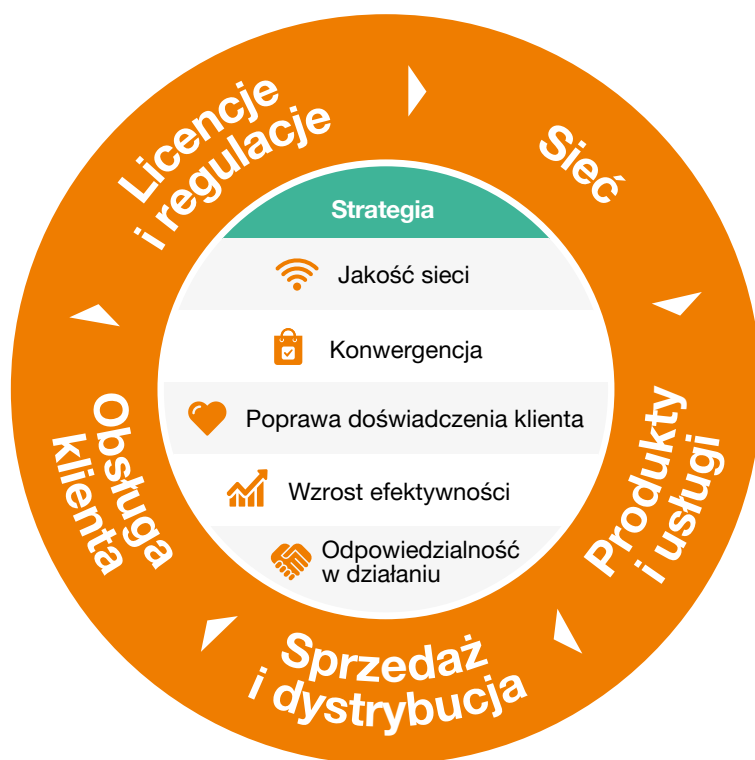 Licencje
i regulacje
Sieć
Produkty
i usługi
Sprzedaż
i dystrybucja
Obsługa
klienta
Strategia
Jakość sieci
Konwergencja
Poprawa doświadczenia klienta
Wzrost efektywności
Odpowiedzialność
w działaniu